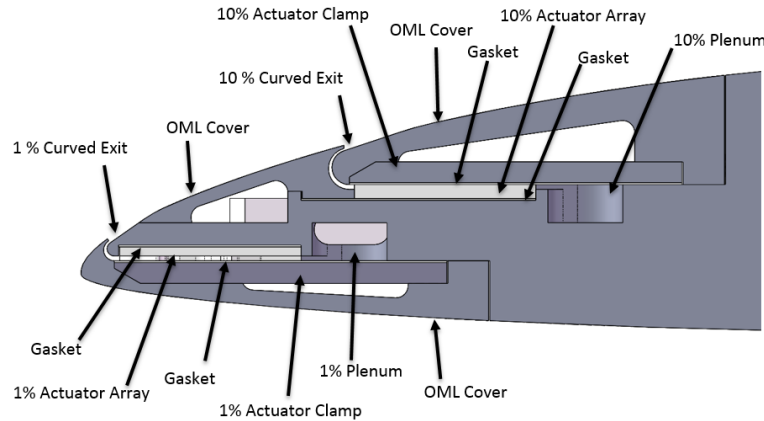 10% Actuator Clamp
10% Actuator Array
OML Cover
Gasket
Gasket
10% Plenum
10 % Curved Exit
OML Cover
1 % Curved Exit
Gasket
1% Actuator Array
Gasket
1% Actuator Clamp
1% Plenum
OML Cover